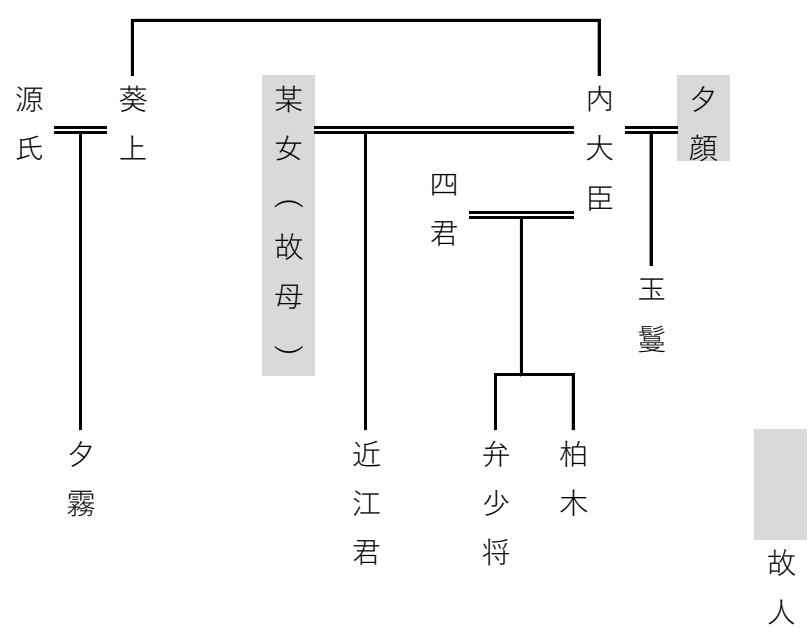 夕顔
内大臣
玉鬘
四君
柏木
弁少将
某女（故母）
近江君
葵上
源氏
夕霧
故人